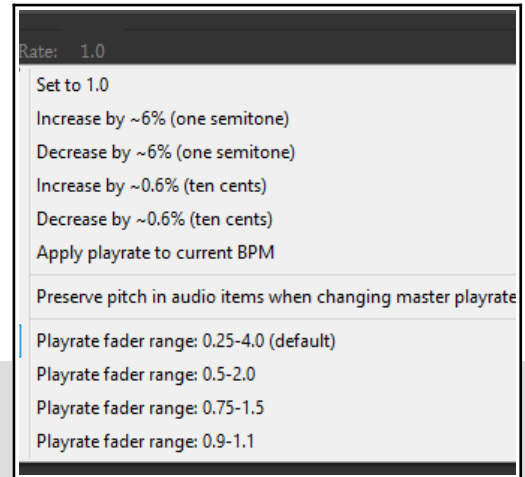 Rate: 1.0
Set to 1.0
Increase by ~6% (one semitone)
Decrease by ~6% (one semitone)
Increase by ~0.6% (ten cents)
Decrease by ~0.6% (ten cents)
Apply playrate to current BPM
Preserve pitch in audio items when changing master playrate
Playrate fader range: 0.25-4.0 (default)
Playrate fader range: 0.5-2.0
Playrate fader range: 0.75-1.5
Playrate fader range: 0.9-1.1